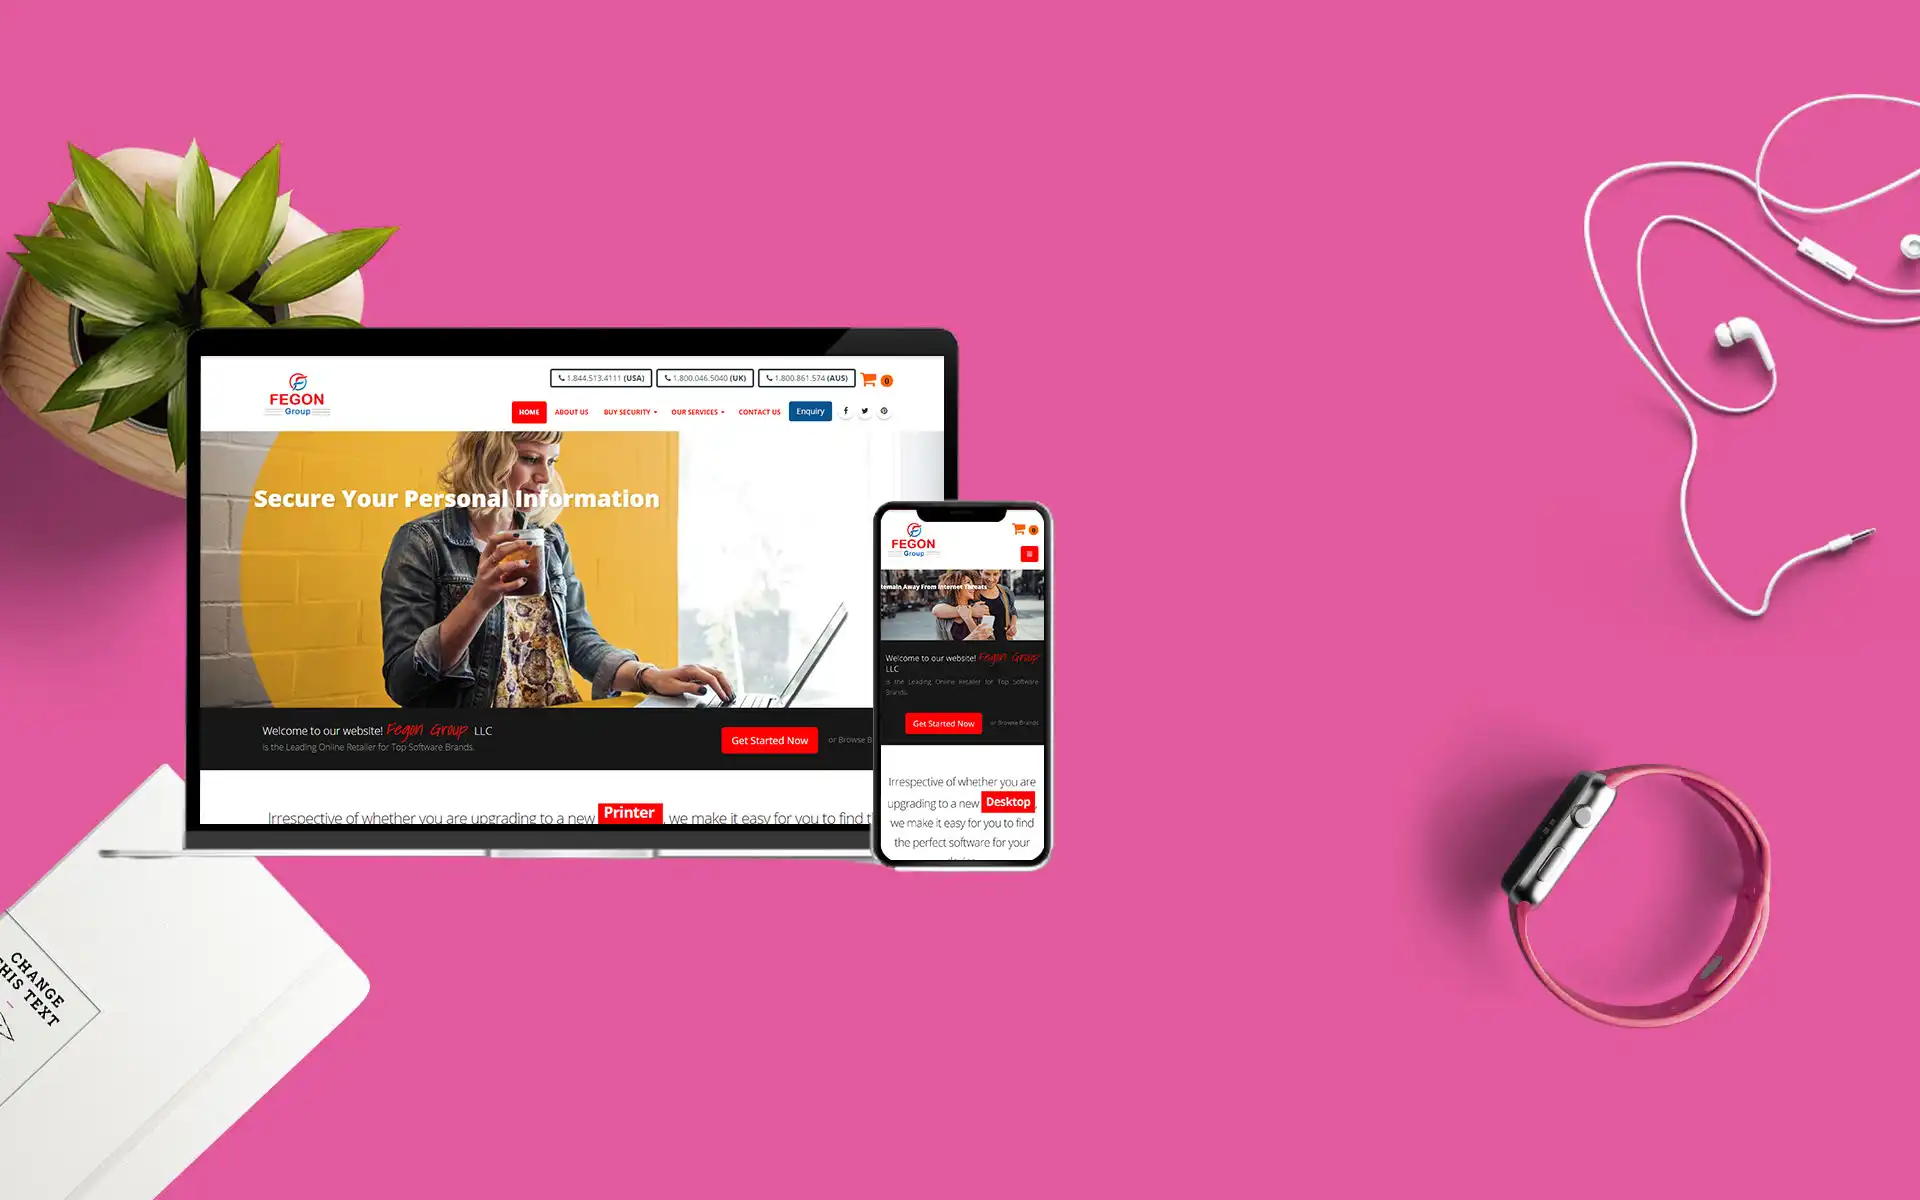 FEGON
Group
1.844.513.4111 (USA)
1.800.046.5040 (UK)
1.800.861.574 (AUS)
0
HOME
ABOUT US
BUY SECURITY
OUR SERVICES
CONTACT US
Enquiry
Secure Your Personal Information
Welcome to our website! Fegon Group LLC
is the Leading Online Retailer for Top Software Brands.
Get Started Now
or Browse B
Irrespective of whether you are upgrading to a new Printer, we make it easy for you to find t
FEGON
Group
0
Remain Away From Internet Threats
Welcome to our website! Fegon Group
LLC
is the Leading Online Retailer for Top Software
Brands.
Get Started Now
or Browse Brands
Irrespective of whether you are
upgrading to a new Desktop,
we make it easy for you to find
the perfect software for your
CHANGE
THIS TEXT